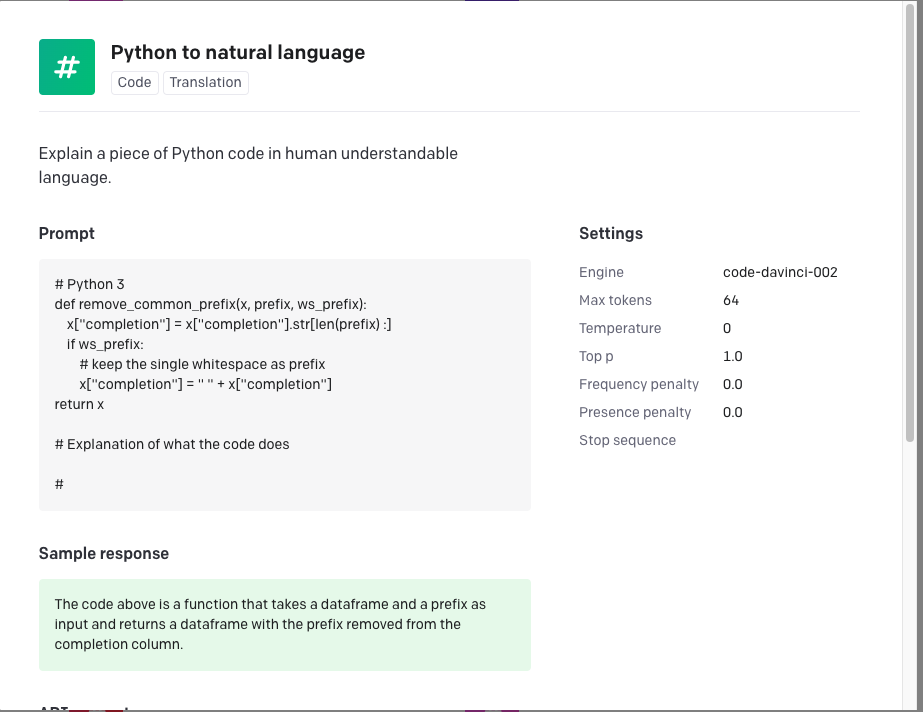 #
Python to natural language
Code Translation
Explain a piece of Python code in human understandable
language.
Prompt
# Python 3
def remove_common_prefix(x, prefix, ws_prefix):
x["completion"] = x["completion"].str[len(prefix) :]
if ws_prefix:
# keep the single whitespace as prefix
x["completion"] = " " + x["completion"]
return x
# Explanation of what the code does
#
Settings
Engine code-davinci-002
Max tokens 64
Temperature 0
Top p 1.0
Frequency penalty 0.0
Presence penalty 0.0
Stop sequence
Sample response
The code above is a function that takes a dataframe and a prefix as
input and returns a dataframe with the prefix removed from the
completion column.